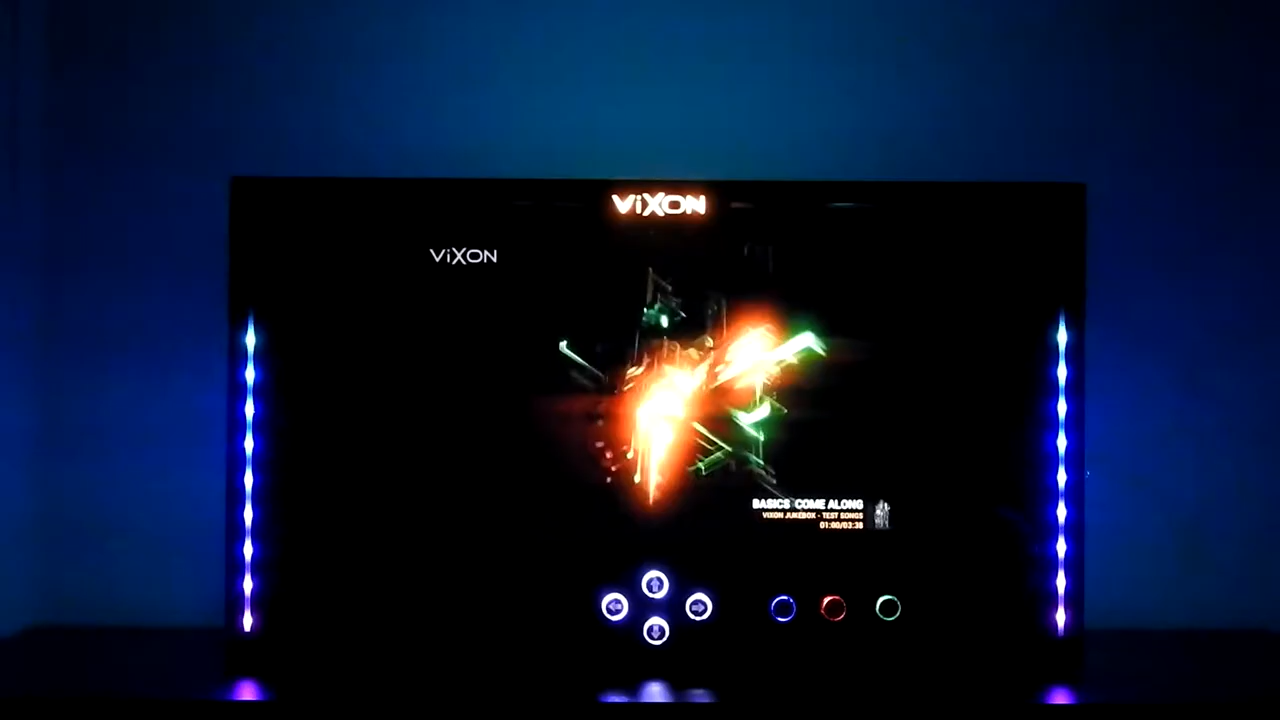 ViXON
ViXON
BASICS COME ALONG
VIXON JUKEBOX - TEST SONGS
01:00/03:38